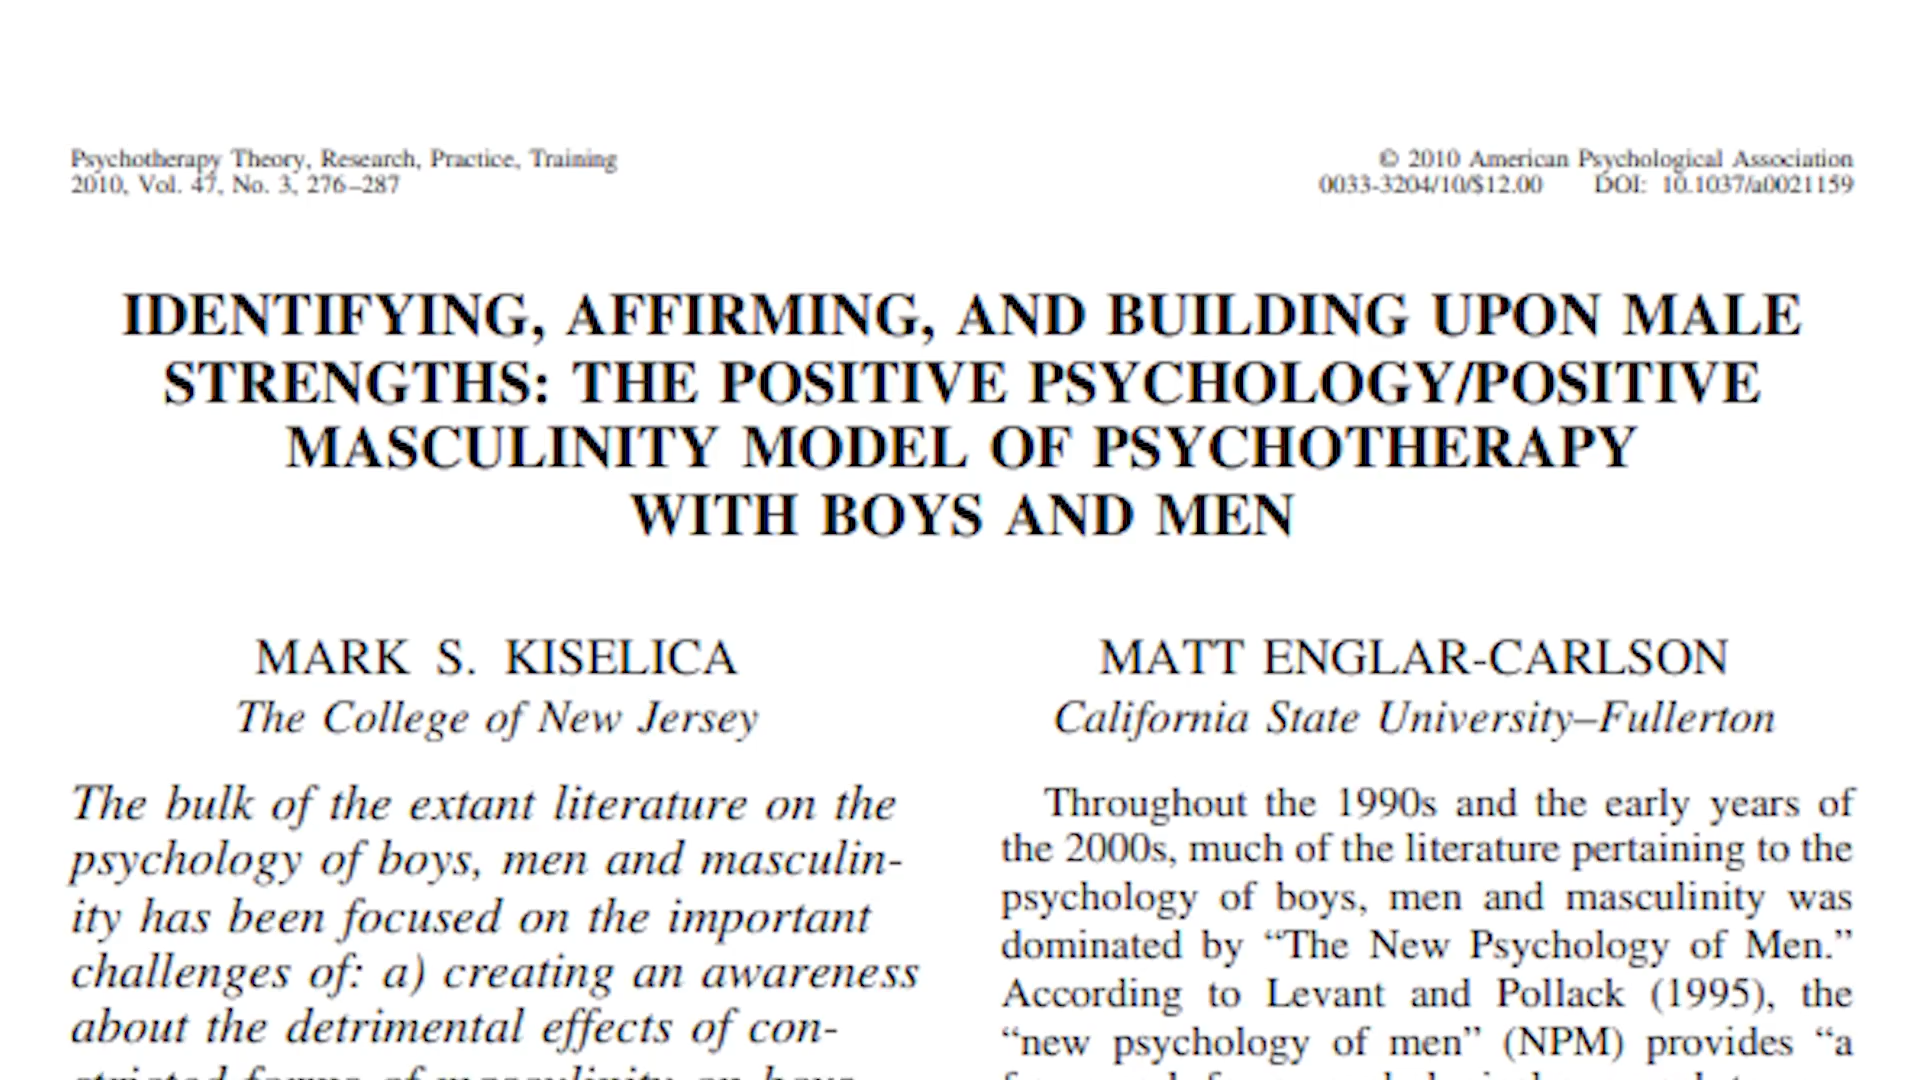 Psychotherapy Theory, Research, Practice, Training
2010, Vol. 47, No. 3, 276–287
© 2010 American Psychological Association
0033-3204/10/$12.00 DOI: 10.1037/a0021159
IDENTIFYING, AFFIRMING, AND BUILDING UPON MALE
STRENGTHS: THE POSITIVE PSYCHOLOGY/POSITIVE
MASCULINITY MODEL OF PSYCHOTHERAPY
WITH BOYS AND MEN
MARK S. KISELICA
The College of New Jersey
MATT ENGLAR-CARLSON
California State University–Fullerton
The bulk of the extant literature on the
psychology of boys, men and masculin-
ity has been focused on the important
challenges of: a) creating an awareness
about the detrimental effects of con-
Throughout the 1990s and the early years of
the 2000s, much of the literature pertaining to the
psychology of boys, men and masculinity was
dominated by “The New Psychology of Men.”
According to Levant and Pollack (1995), the
“new psychology of men” (NPM) provides “a